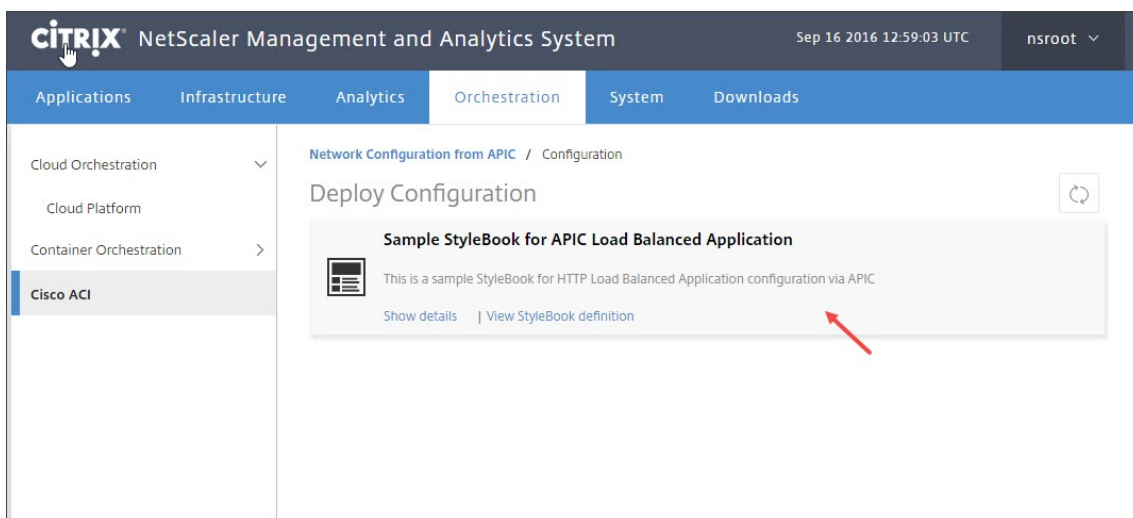 CİTRİX NetScaler Management and Analytics System Sep 16 2016 12:59:03 UTC nsroot
Applications Infrastructure Analytics Orchestration System Downloads
Cloud Orchestration
Cloud Platform
Container Orchestration
Cisco ACI
Network Configuration from APIC / Configuration
Deploy Configuration
Sample StyleBook for APIC Load Balanced Application
This is a sample StyleBook for HTTP Load Balanced Application configuration via APIC
Show details | View StyleBook definition